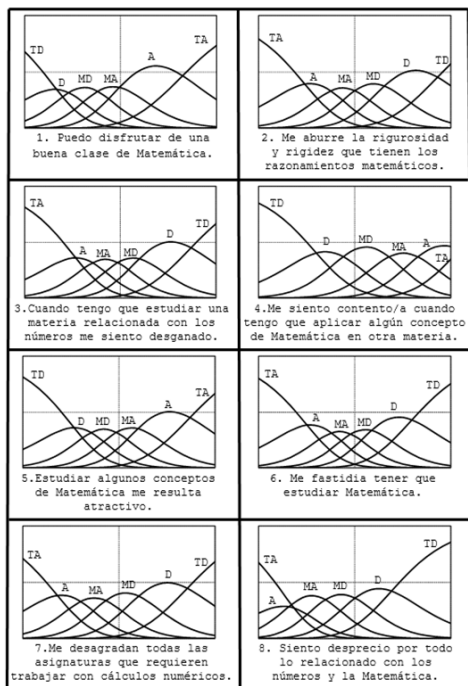 TD
D
MD
MA
A
TA
1. Puedo disfrutar de una
buena clase de Matemática.
TA
A
MA
MD
D
TD
2. Me aburre la rigurosidad
y rigidez que tienen los
razonamientos matemáticos.
TA
A
MA
MD
D
TD
3.Cuando tengo que estudiar una
materia relacionada con los
números me siento desganado.
TD
D
MD
MA
A
TA
4.Me siento contento/a cuando
tengo que aplicar algún concepto
de Matemática en otra materia.
TD
D
MD
MA
A
TA
5.Estudiar algunos conceptos
de Matemática me resulta
atractivo.
TA
A
MA
MD
D
TD
6. Me fastidia tener que
estudiar Matemática.
TA
A
MA
MD
D
TD
7.Me desagradan todas las
asignaturas que requieren
trabajar con cálculos numéricos.
TA
A
MA
MD
D
TD
8. Siento desprecio por todo
lo relacionado con los
números y la Matemática.